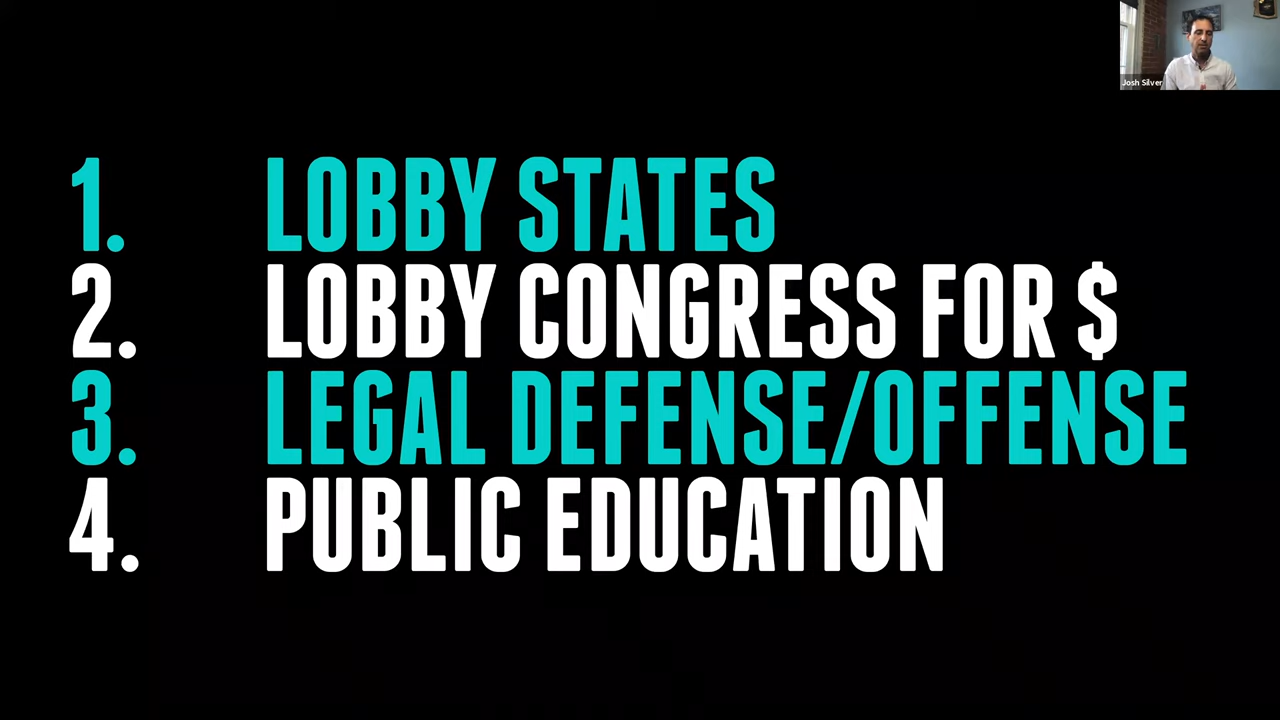 Josh Silver
1. LOBBY STATES
2. LOBBY CONGRESS FOR $
3. LEGAL DEFENSE/OFFENSE
4. PUBLIC EDUCATION